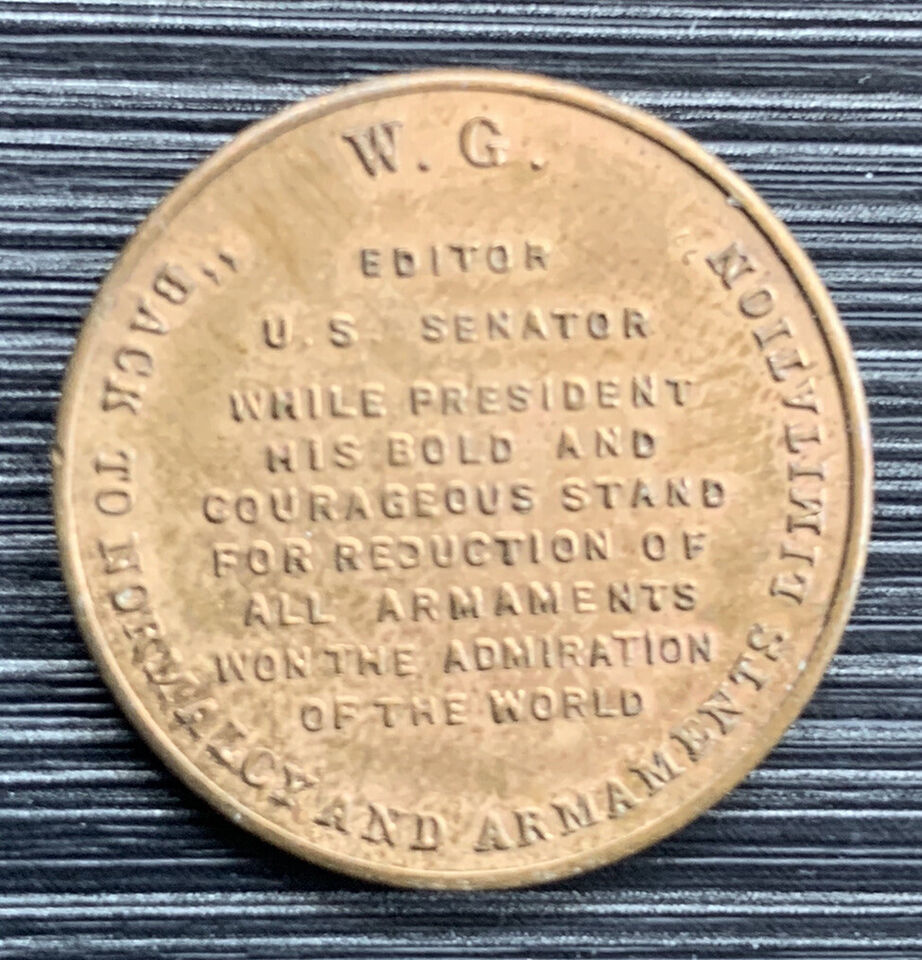 W. G.
EDITOR
U.S. SENATOR
WHILE PRESIDENT
HIS BOLD AND
COURAGEOUS STAND
FOR REDUCTION OF
ALL ARMAMENTS
WON THE ADMIRATION
OF THE WORLD
"BACK TO NORMALCY AND ARMAMENTS LIMITATION"